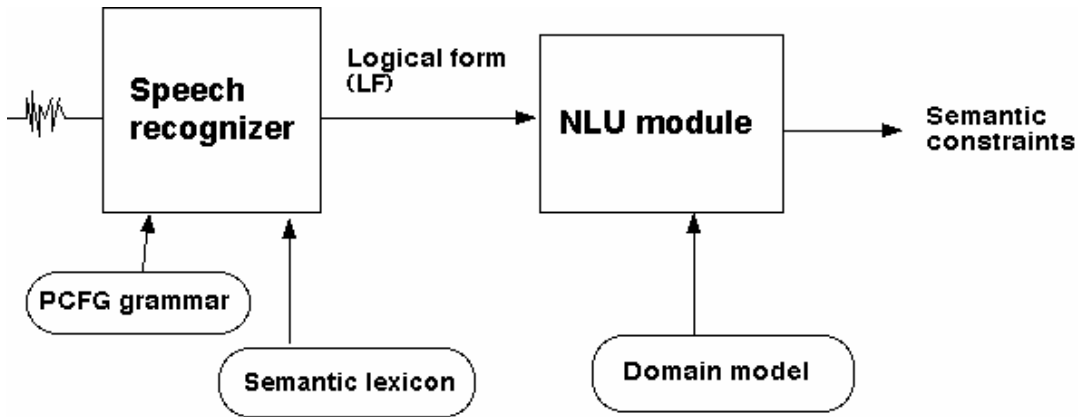 Speech
recognizer
Logical form
(LF)
NLU module
Semantic
constraints
PCFG grammar
Semantic lexicon
Domain model